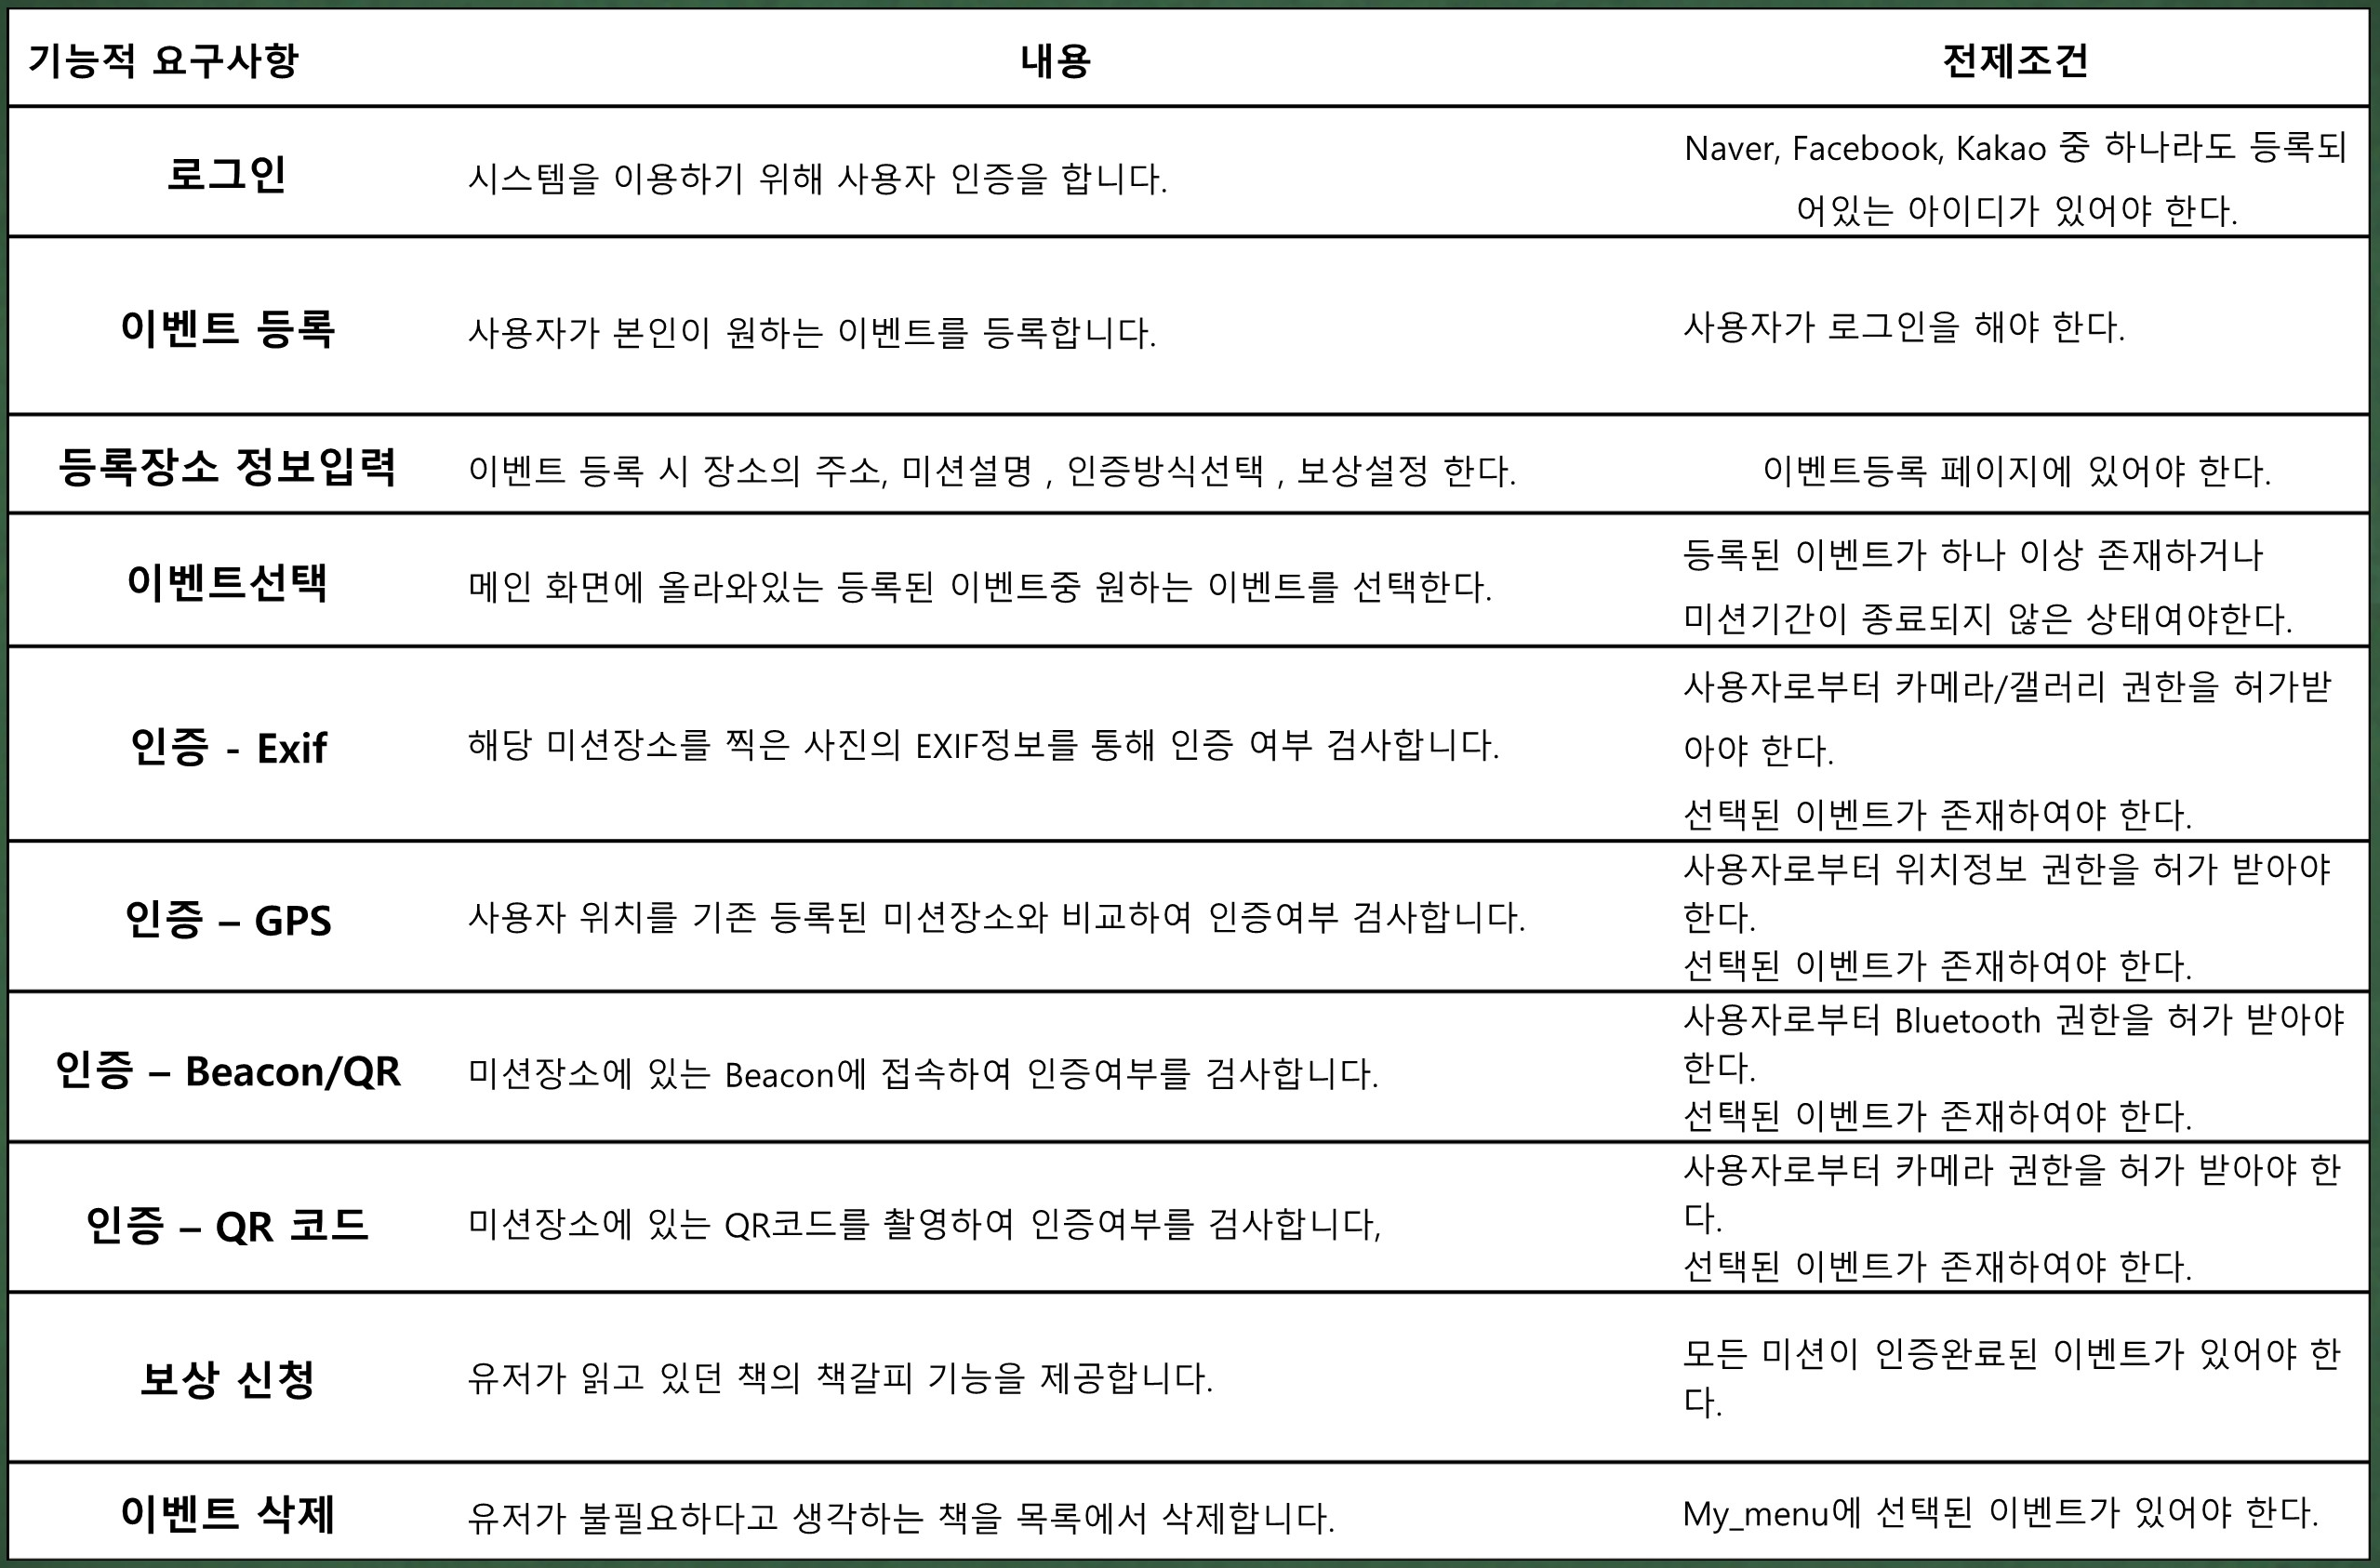 기능적 요구사항 내용 전제조건
로그인 시스템을 이용하기 위해 사용자 인증을 합니다. Naver, Facebook, Kakao 중 하나라도 등록되
어있는 아이디가 있어야 한다.
이벤트 등록 사용자가 본인이 원하는 이벤트를 등록합니다. 사용자가 로그인을 해야 한다.
등록장소 정보입력 이벤트 등록 시 장소의 주소, 미션설명 , 인증방식선택 , 보상설정 한다. 이벤트등록 페이지에 있어야 한다.
이벤트선택 메인 화면에 올라와있는 등록된 이벤트중 원하는 이벤트를 선택한다. 등록된 이벤트가 하나 이상 존재하거나
미션기간이 종료되지 않은 상태여야한다.
인증 - Exif 해당 미션장소를 찍은 사진의 EXIF정보를 통해 인증 여부 검사합니다. 사용자로부터 카메라/갤러리 권한을 허가받
아야 한다.
선택된 이벤트가 존재하여야 한다.
인증 – GPS 사용자 위치를 기존 등록된 미션장소와 비교하여 인증여부 검사합니다. 사용자로부터 위치정보 권한을 허가 받아야
한다.
선택된 이벤트가 존재하여야 한다.
인증 – Beacon/QR 미션장소에 있는 Beacon에 접속하여 인증여부를 검사합니다. 사용자로부터 Bluetooth 권한을 허가 받아야
한다.
선택된 이벤트가 존재하여야 한다.
인증 – QR 코드 미션장소에 있는 QR코드를 촬영하여 인증여부를 검사합니다, 사용자로부터 카메라 권한을 허가 받아야 한
다.
선택된 이벤트가 존재하여야 한다.
보상 신청 유저가 읽고 있던 책의 책갈피 기능을 제공합니다. 모든 미션이 인증완료된 이벤트가 있어야 한
다.
이벤트 삭제 유저가 불필요하다고 생각하는 책을 목록에서 삭제합니다. My_menu에 선택된 이벤트가 있어야 한다.